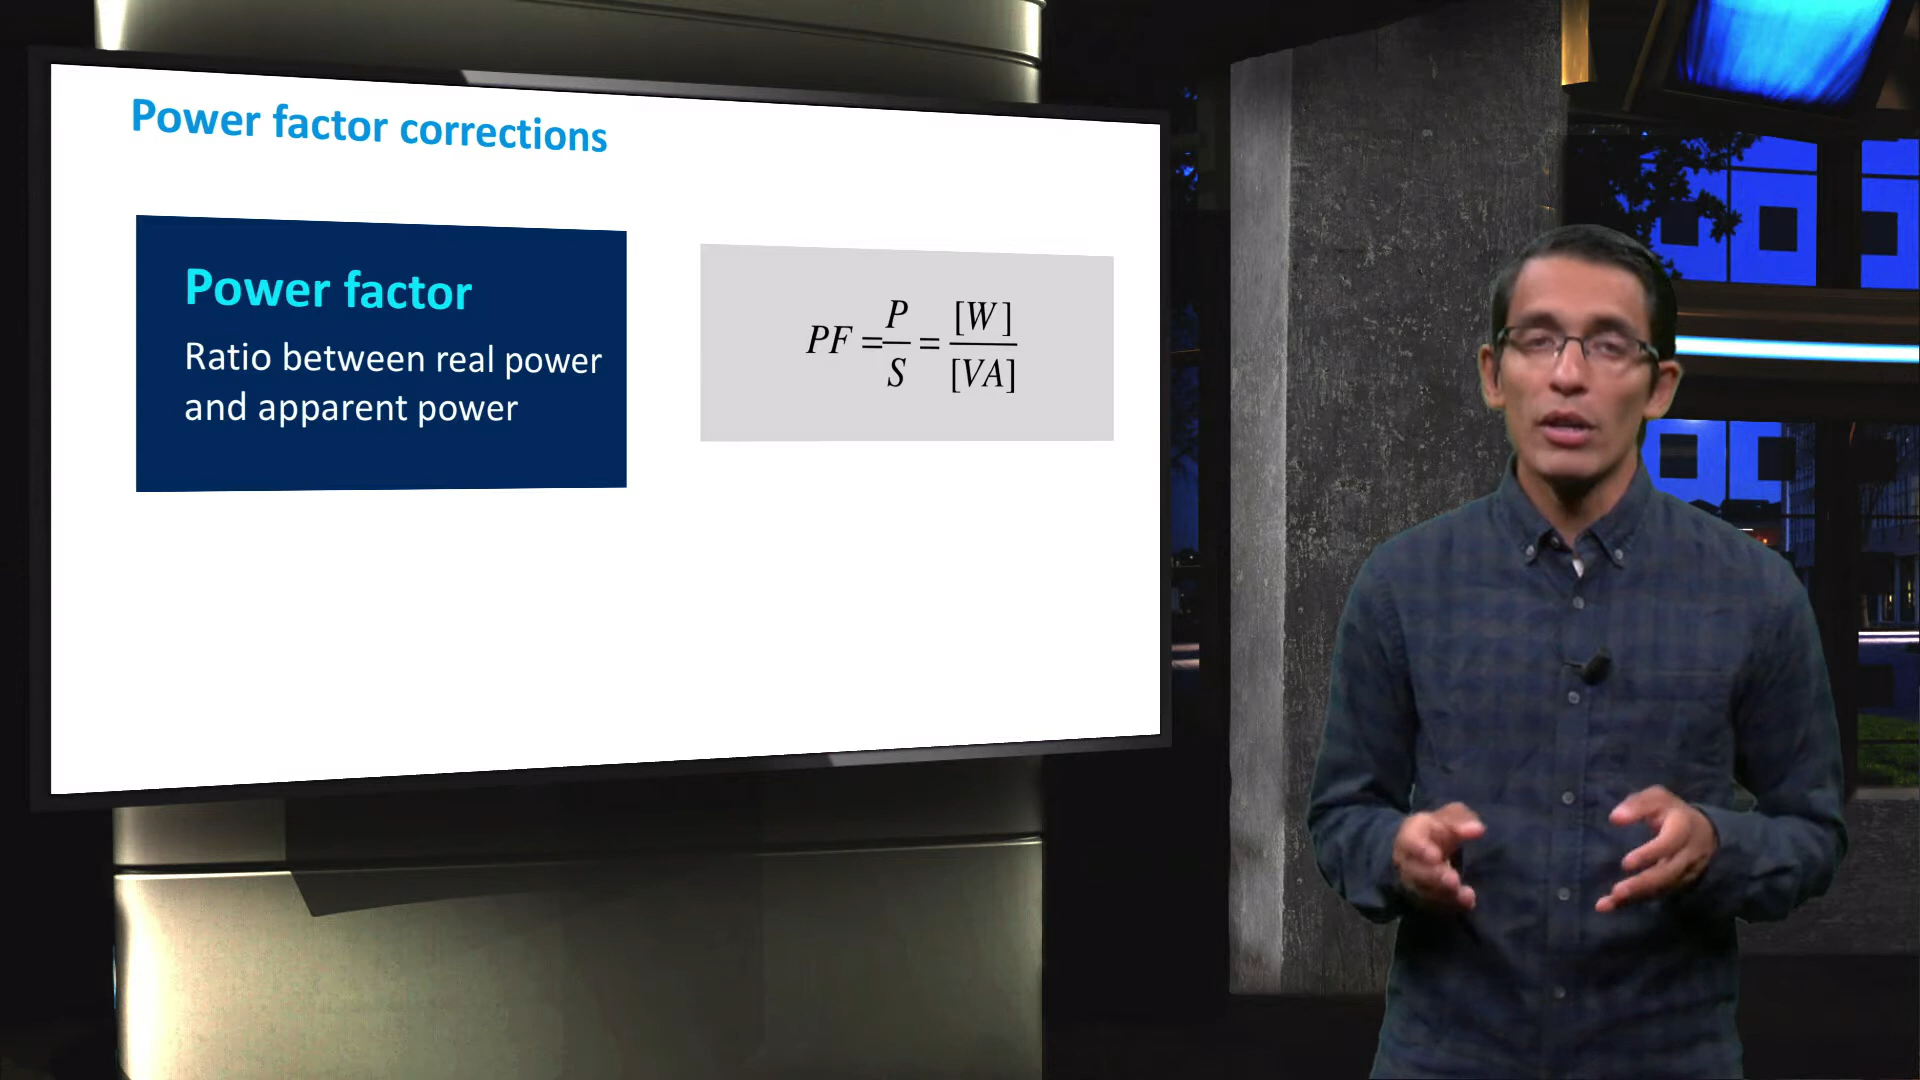 Power factor corrections
Power factor
Ratio between real power
and apparent power
PF = P/S = [W]/[VA]